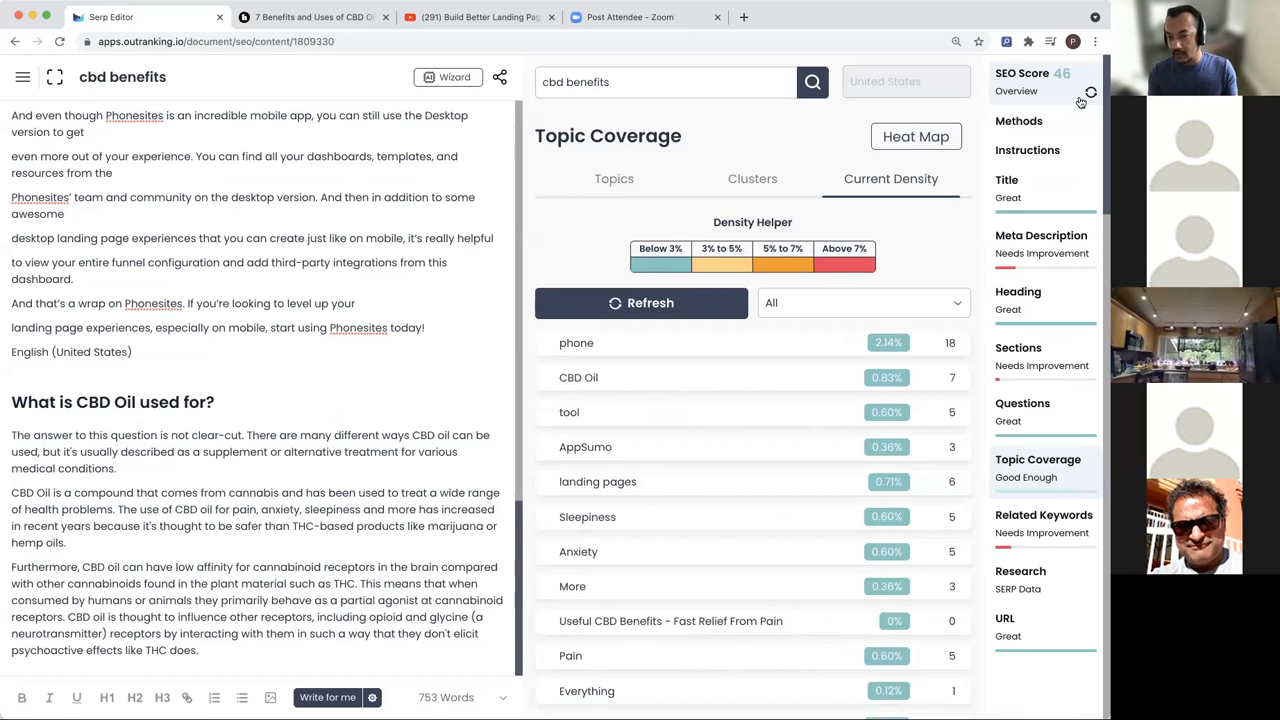 Serp Editor
7 Benefits and Uses of CBD O
(291) Build Better Landing Pag
Post Attendee - Zoom
apps.outranking.io/document/seo/content/1809330
P
cbd benefits
AI Wizard
And even though Phonesites is an incredible mobile app, you can still use the Desktop
version to get
even more out of your experience. You can find all your dashboards, templates, and
resources from the
Phonesites' team and community on the desktop version. And then in addition to some
awesome
desktop landing page experiences that you can create just like on mobile, it's really helpful
to view your entire funnel configuration and add third-party integrations from this
dashboard.
And that's a wrap on Phonesites. If you're looking to level up your
landing page experiences, especially on mobile, start using Phonesites today!
English (United States)
What is CBD Oil used for?
The answer to this question is not clear-cut. There are many different ways CBD oil can be
used, but it's usually described as a supplement or alternative treatment for various
medical conditions.
CBD Oil is a compound that comes from cannabis and has been used to treat a wide range
of health problems. The use of CBD oil for pain, anxiety, sleepiness and more has increased
in recent years because it's thought to be safer than THC-based products like marijuana or
hemp oils.
Furthermore, CBD oil can have low affinity for cannabinoid receptors in the brain compared
with other cannabinoids found in the plant material such as THC. This means that when
consumed by humans or animals they primarily behave as a partial agonist at cannabinoid
receptors. CBD oil is thought to influence other receptors, including opioid and glycine (a
neurotransmitter) receptors by interacting with them in such a way that they don't elicit
psychoactive effects like THC does.
B I U H1 H2 H3
Write for me
753 Words
cbd benefits
United States
Topic Coverage
Heat Map
Topics
Clusters
Current Density
Density Helper
Below 3% 3% to 5% 5% to 7% Above 7%
Refresh
All
phone 2.14% 18
CBD Oil 0.83% 7
tool 0.60% 5
AppSumo 0.36% 3
landing pages 0.71% 6
Sleepiness 0.60% 5
Anxiety 0.60% 5
More 0.36% 3
Useful CBD Benefits - Fast Relief From Pain 0% 0
Pain 0.60% 5
Everything 0.12% 1
SEO Score 46
Overview
Methods
Instructions
Title
Great
Meta Description
Needs Improvement
Heading
Great
Sections
Needs Improvement
Questions
Great
Topic Coverage
Good Enough
Related Keywords
Needs Improvement
Research
SERP Data
URL
Great